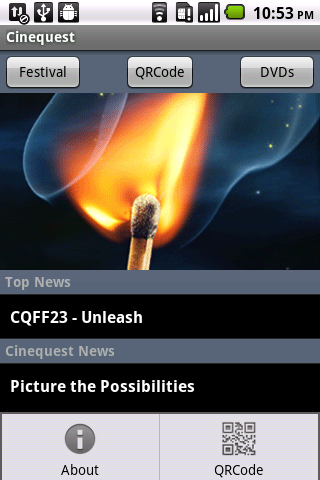 10:53 PM
Cinequest
Festival QRCode DVDs
Top News
CQFF23 - Unleash
Cinequest News
Picture the Possibilities
About QRCode